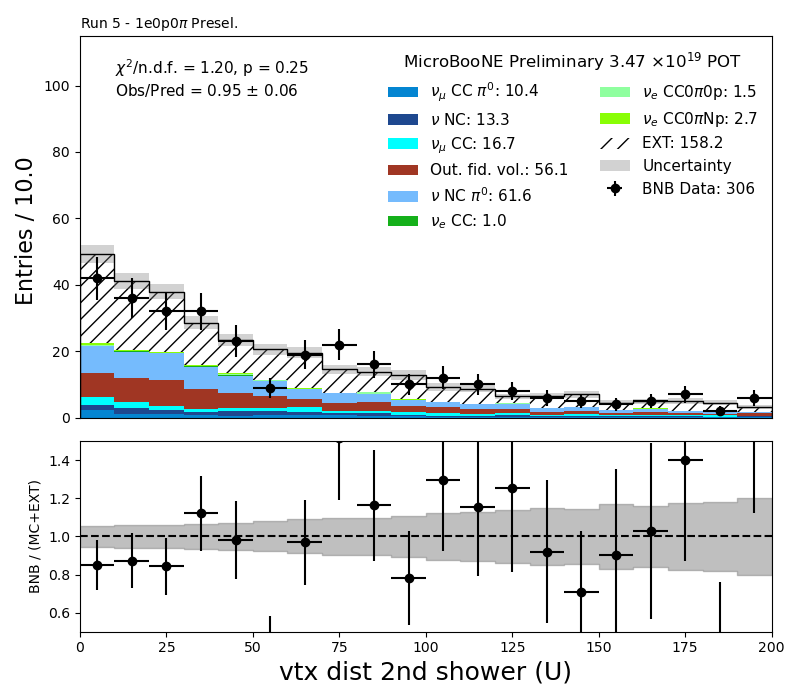 Run 5 - 1e0p0π Presel.
χ²/n.d.f. = 1.20, p = 0.25
Obs/Pred = 0.95 ± 0.06
MicroBooNE Preliminary 3.47 ×10¹⁹ POT
ν_μ CC π⁰: 10.4
ν NC: 13.3
ν_μ CC: 16.7
Out. fid. vol.: 56.1
ν NC π⁰: 61.6
ν_e CC: 1.0
ν_e CC0π0p: 1.5
ν_e CC0πNp: 2.7
EXT: 158.2
Uncertainty
BNB Data: 306
Entries / 10.0
100
80
60
40
20
0
BNB / (MC+EXT)
1.4
1.2
1.0
0.8
0.6
0 25 50 75 100 125 150 175 200
vtx dist 2nd shower (U)